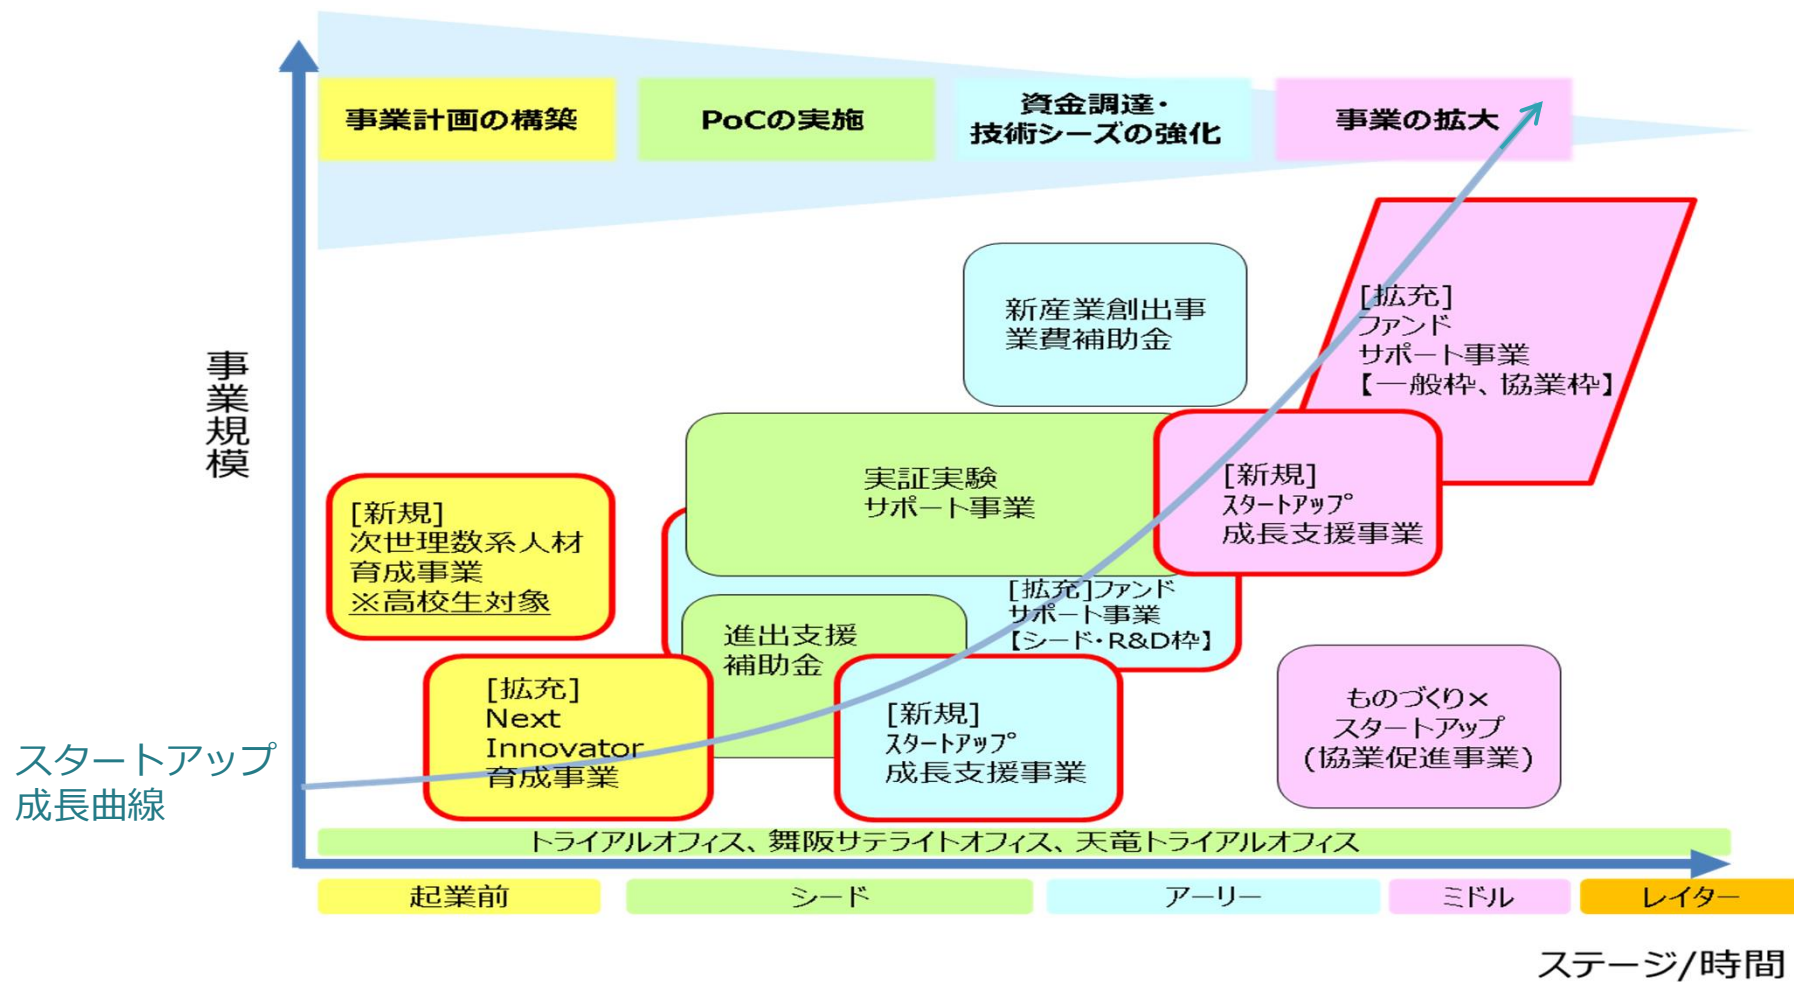 事業計画の構築
PoCの実施
資金調達・
技術シーズの強化
事業の拡大
事業規模
新産業創出事
業費補助金
[拡充]
ファンド
サポート事業
【一般枠、協業枠】
実証実験
サポート事業
[新規]
スタートアップ
成長支援事業
[新規]
次世理数系人材
育成事業
※高校生対象
[拡充]ファンド
サポート事業
【シード・R&D枠】
進出支援
補助金
[拡充]
Next
Innovator
育成事業
[新規]
スタートアップ
成長支援事業
ものづくり×
スタートアップ
(協業促進事業)
スタートアップ
成長曲線
トライアルオフィス、舞阪サテライトオフィス、天竜トライアルオフィス
起業前
シード
アーリー
ミドル
レイター
ステージ/時間